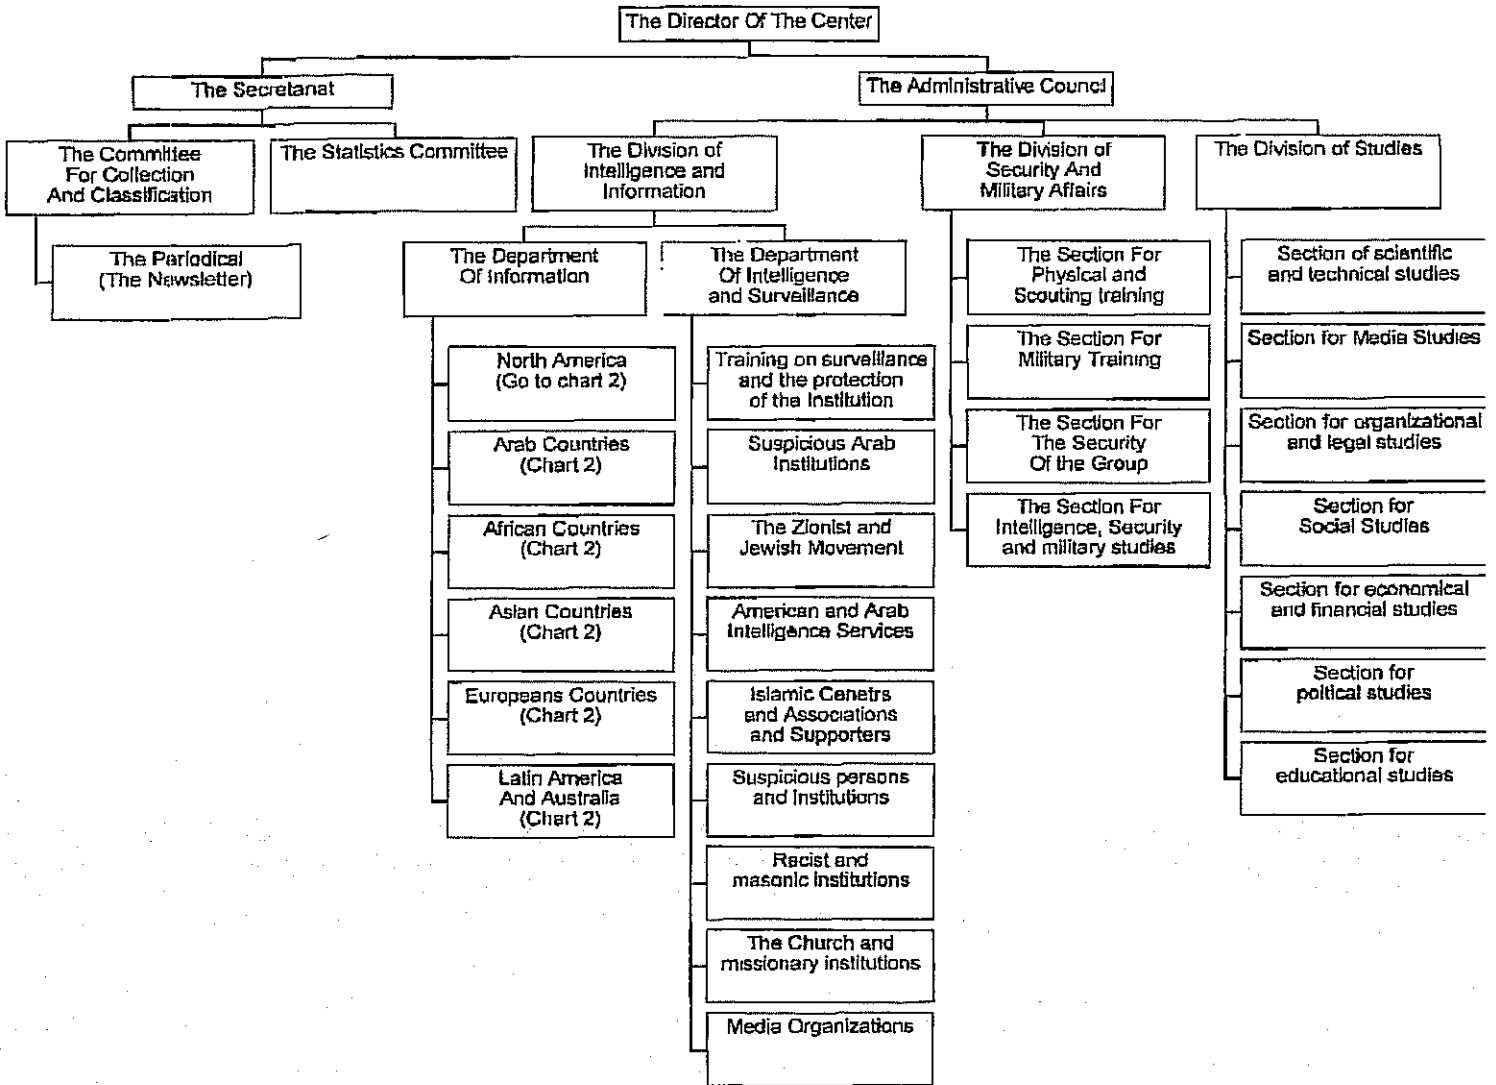 The Director Of The Center
The Secretariat
The Administrative Council
The Committee
For Collection
And Classification
The Statistics Committee
The Division of
Intelligence and
Information
The Division of
Security And
Military Affairs
The Division of Studies
The Periodical
(The Newsletter)
The Department
Of Information
The Department
Of Intelligence
and Surveillance
North America
(Go to chart 2)
Arab Countries
(Chart 2)
African Countries
(Chart 2)
Asian Countries
(Chart 2)
Europeans Countries
(Chart 2)
Latin America
And Australia
(Chart 2)
Training on surveillance
and the protection
of the Institution
Suspicious Arab
Institutions
The Zionist and
Jewish Movement
American and Arab
Intelligence Services
Islamic Cenetrs
and Associations
and Supporters
Suspicious persons
and Institutions
Racist and
masonic institutions
The Church and
missionary institutions
Media Organizations
The Section For
Physical and
Scouting training
The Section For
Military Training
The Section For
The Security
Of the Group
The Section For
Intelligence, Security
and military studies
Section of scientific
and technical studies
Section for Media Studies
Section for organizational
and legal studies
Section for
Social Studies
Section for economical
and financial studies
Section for
poltical studies
Section for
educational studies